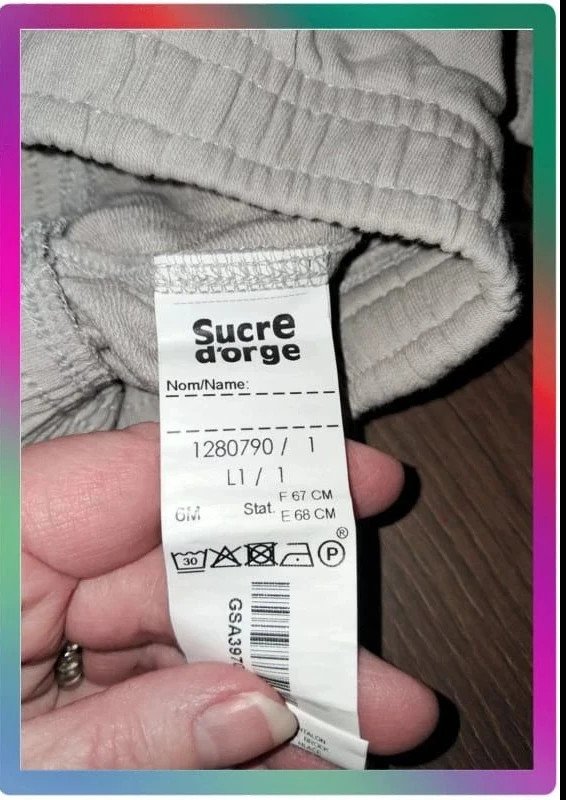 Sucre
d'orge
Nom/Name:
1280790 / 1
L1 / 1
F 67 CM
6M Stat. E 68 CM
®
30 P
GSA397